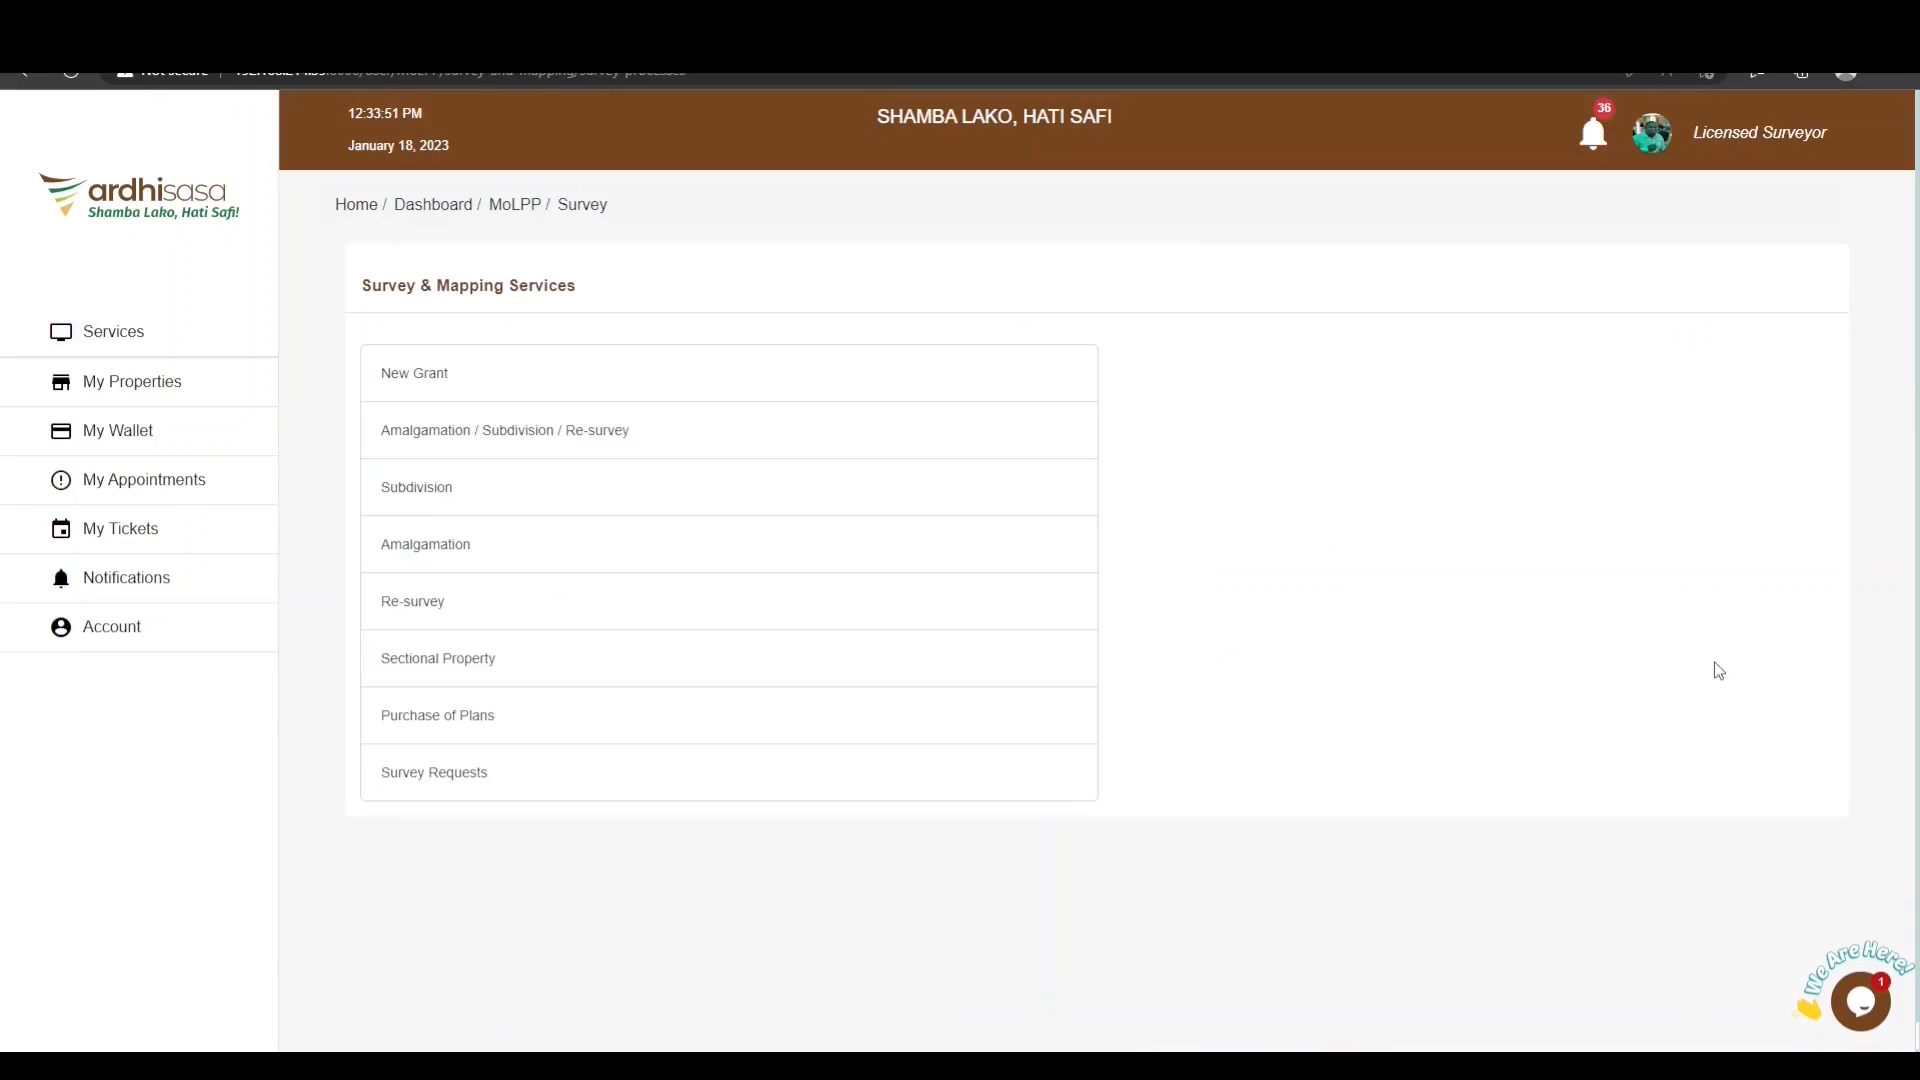 12:33:51 PM
SHAMBA LAKO, HATI SAFI
36
January 18, 2023
Licensed Surveyor
ardhisasa
Shamba Lako, Hati Safi!
Home / Dashboard / MoLPP / Survey
Survey & Mapping Services
Services
My Properties
My Wallet
My Appointments
My Tickets
Notifications
Account
New Grant
Amalgamation / Subdivision / Re-survey
Subdivision
Amalgamation
Re-survey
Sectional Property
Purchase of Plans
Survey Requests
We Are Here!
1